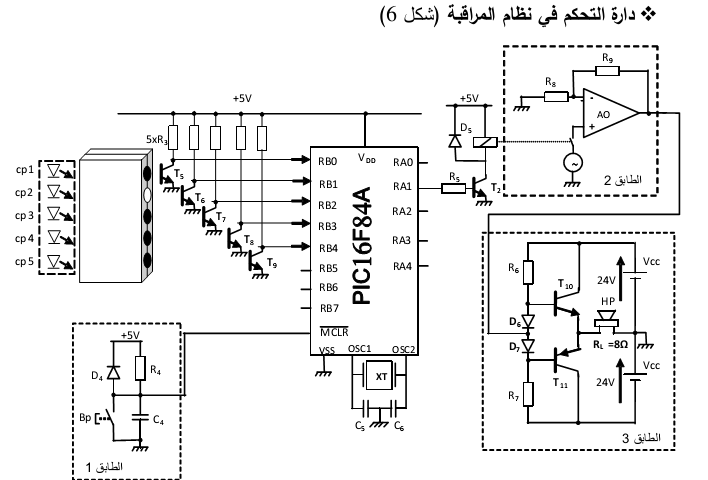 ❖ دارة التحكم في نظام المراقبة (شكل 6)
+5V
5xR3
cp1
cp2
cp3
cp4
cp5
T5
T6
T7
T8
T9
RB0
RB1
RB2
RB3
RB4
RB5
RB6
RB7
MCLR
VSS
VDD
PIC16F84A
RA0
RA1
RA2
RA3
RA4
OSC1
OSC2
XT
C5
C6
+5V
D5
R5
T2
R8
R9
-
AO
+
~
الطابق 2
+5V
D4
R4
Bp
C4
الطابق 1
R6
T10
D6
D7
T11
R7
24V
Vcc
HP
RL =8Ω
24V
Vcc
الطابق 3